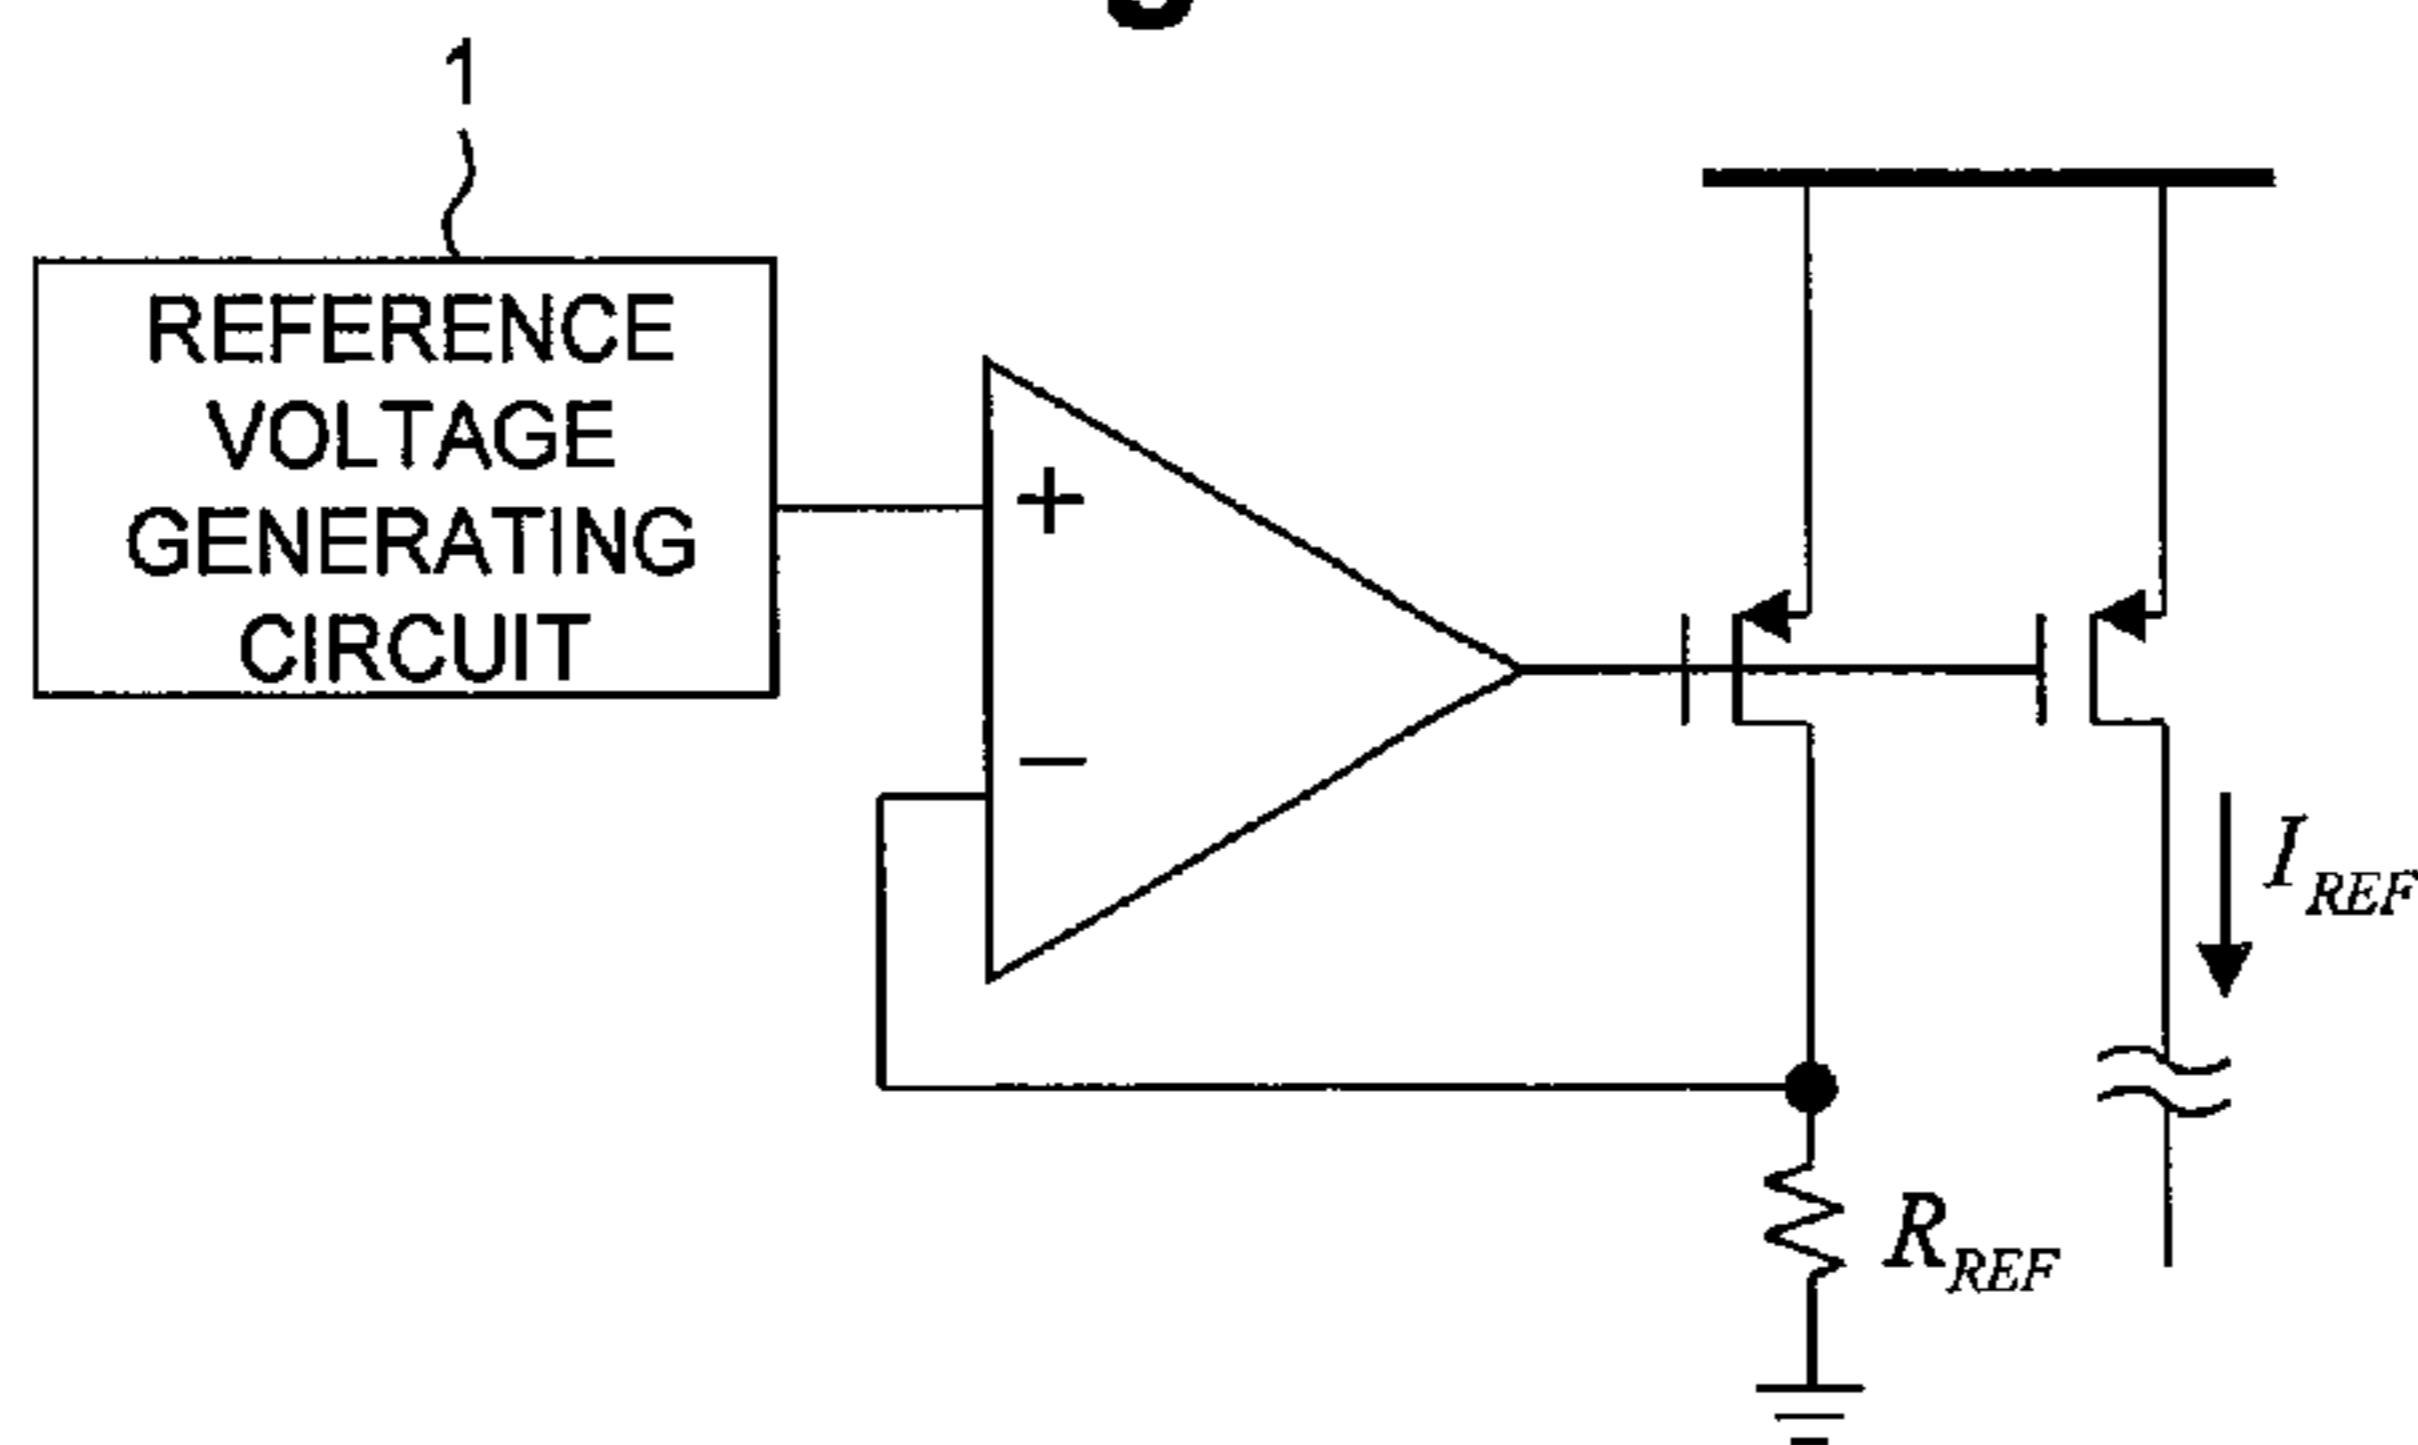 1
REFERENCE
VOLTAGE
GENERATING
CIRCUIT
+
−
I_REF
R_REF